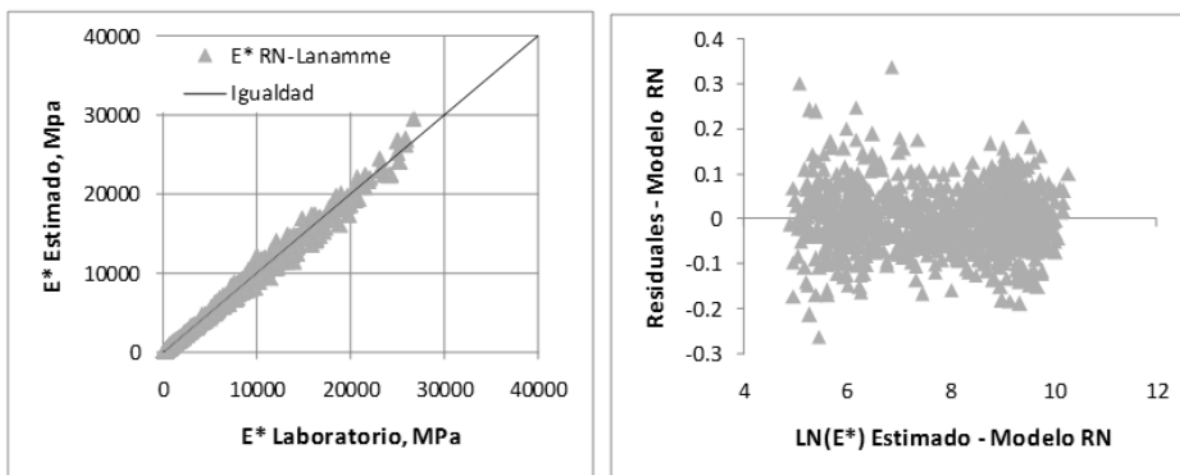 40000
30000
20000
10000
0
E* Estimado, Mpa
E* RN-Lanamme
Igualdad
0 10000 20000 30000 40000
E* Laboratorio, MPa
0.4
0.3
0.2
0.1
0
-0.1
-0.2
-0.3
Residuales - Modelo RN
4 6 8 10 12
LN(E*) Estimado - Modelo RN